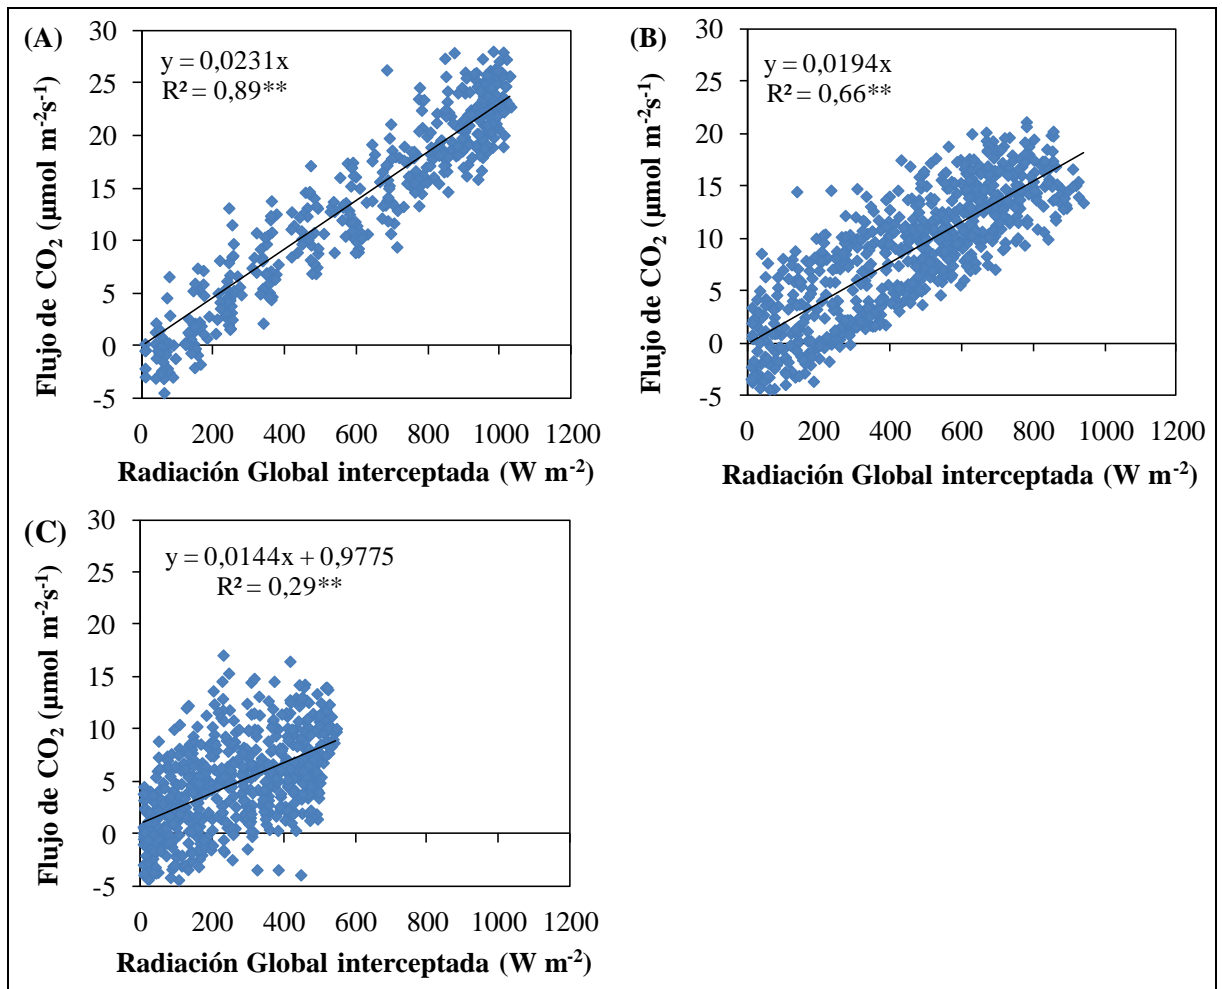 (A)
y = 0,0231x
R² = 0,89**
Flujo de CO₂ (µmol m⁻²s⁻¹)
30
25
20
15
10
5
0
-5
0 200 400 600 800 1000 1200
Radiación Global interceptada (W m⁻²)
(B)
y = 0,0194x
R² = 0,66**
Flujo de CO₂ (µmol m⁻²s⁻¹)
30
25
20
15
10
5
0
-5
0 200 400 600 800 1000 1200
Radiación Global interceptada (W m⁻²)
(C)
y = 0,0144x + 0,9775
R² = 0,29**
Flujo de CO₂ (µmol m⁻²s⁻¹)
30
25
20
15
10
5
0
-5
0 200 400 600 800 1000 1200
Radiación Global interceptada (W m⁻²)